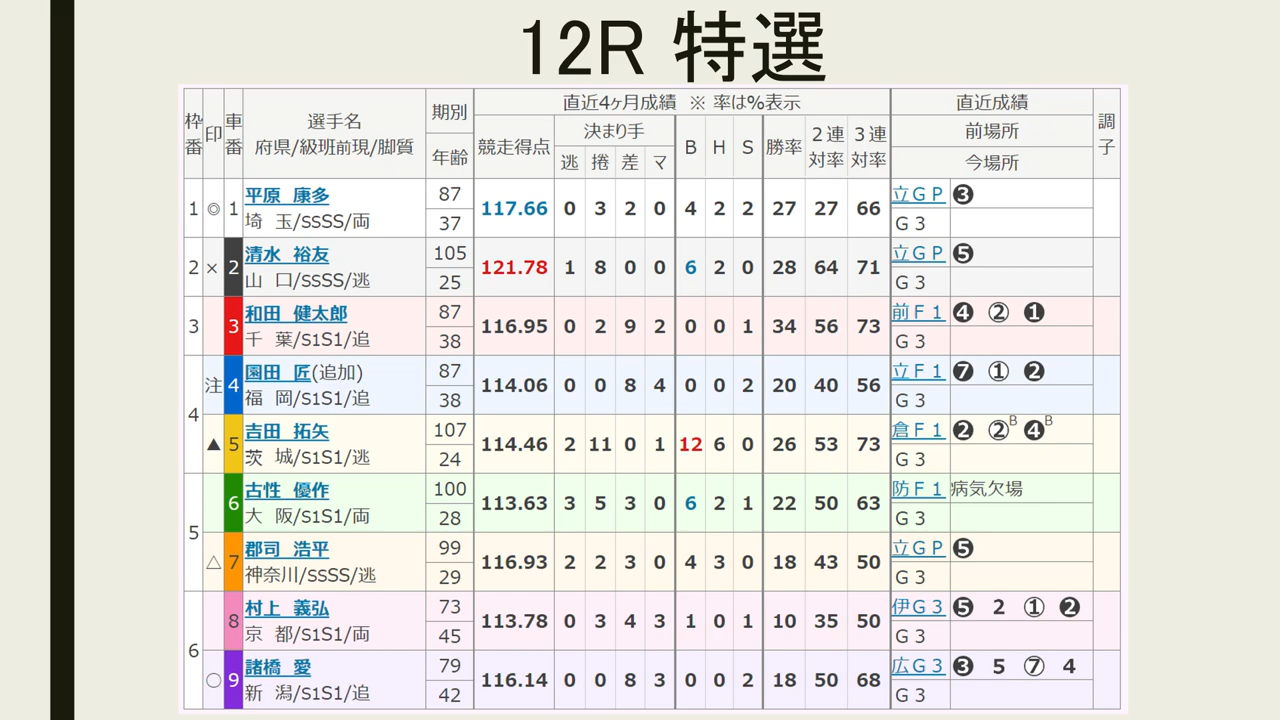 12R 特選
枠番 印 車番 選手名 府県/級班前現/脚質 期別 年齢 直近4ヶ月成績 ※ 率は%表示 直近成績 調子
競走得点 決まり手 B H S 勝率 2連対率 3連対率 前場所
逃 捲 差 マ 今場所
1 ◎ 1 平原 康多 87 117.66 0 3 2 0 4 2 2 27 27 66 立GP ❸
埼 玉/SSSS/両 37 G3
2 × 2 清水 裕友 105 121.78 1 8 0 0 6 2 0 28 64 71 立GP ❺
山 口/SSSS/逃 25 G3
3 3 和田 健太郎 87 116.95 0 2 9 2 0 0 1 34 56 73 前F1 ❹ ② ❶
千 葉/S1S1/追 38 G3
4 注 4 園田 匠(追加) 87 114.06 0 0 8 4 0 0 2 20 40 56 立F1 ❼ ① ❷
福 岡/S1S1/追 38 G3
▲ 5 吉田 拓矢 107 114.46 2 11 0 1 12 6 0 26 53 73 倉F1 ❷ ②B ❹B
茨 城/S1S1/逃 24 G3
5 6 古性 優作 100 113.63 3 5 3 0 6 2 1 22 50 63 防F1 病気欠場
大 阪/S1S1/両 28 G3
△ 7 郡司 浩平 99 116.93 2 2 3 0 4 3 0 18 43 50 立GP ❺
神奈川/SSSS/逃 29 G3
6 8 村上 義弘 73 113.78 0 3 4 3 1 0 1 10 35 50 伊G3 ❺ 2 ① ❷
京 都/S1S1/両 45 G3
○ 9 諸橋 愛 79 116.14 0 0 8 3 0 0 2 18 50 68 広G3 ❸ 5 ⑦ 4
新 潟/S1S1/追 42 G3